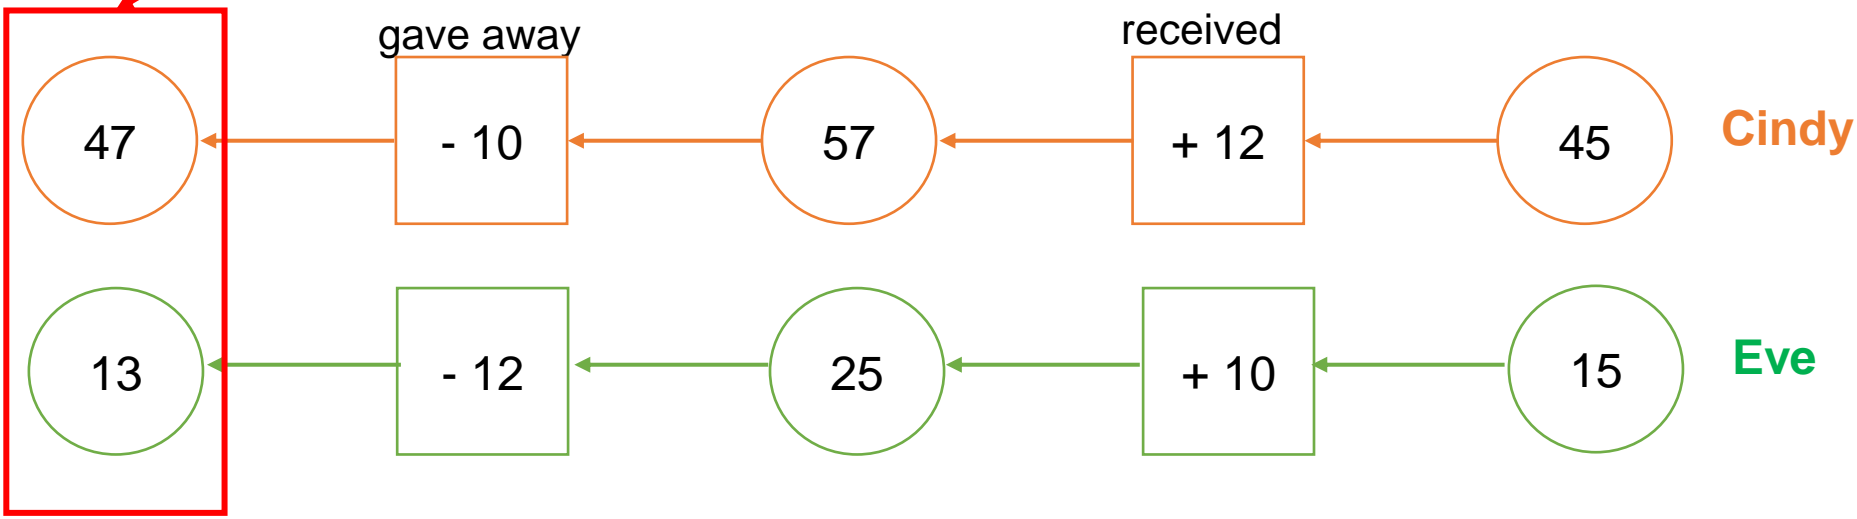 gave away received
47 - 10 57 + 12 45 Cindy
13 - 12 25 + 10 15 Eve